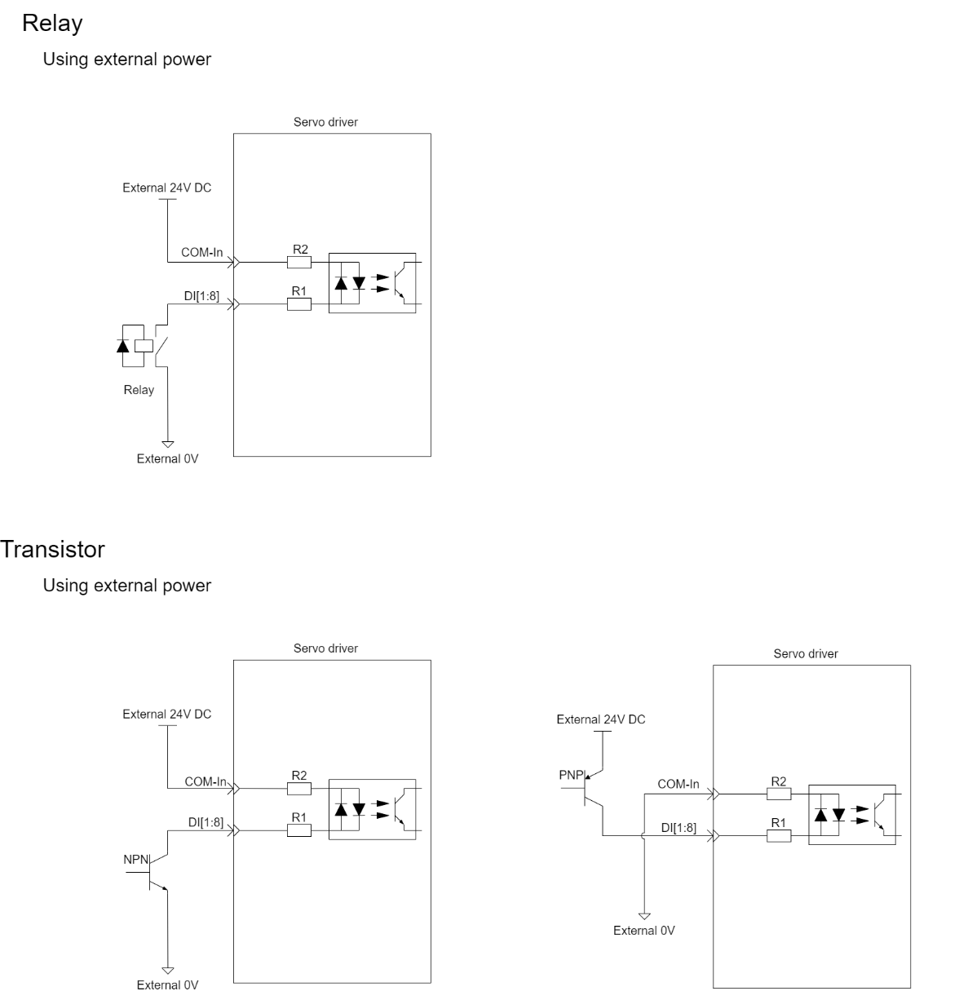 Relay
Using external power
Servo driver
External 24V DC
COM-In
R2
DI[1:8]
R1
Relay
External 0V
Transistor
Using external power
Servo driver
External 24V DC
COM-In
R2
DI[1:8]
R1
NPN
External 0V
Servo driver
External 24V DC
PNP
COM-In
R2
DI[1:8]
R1
External 0V